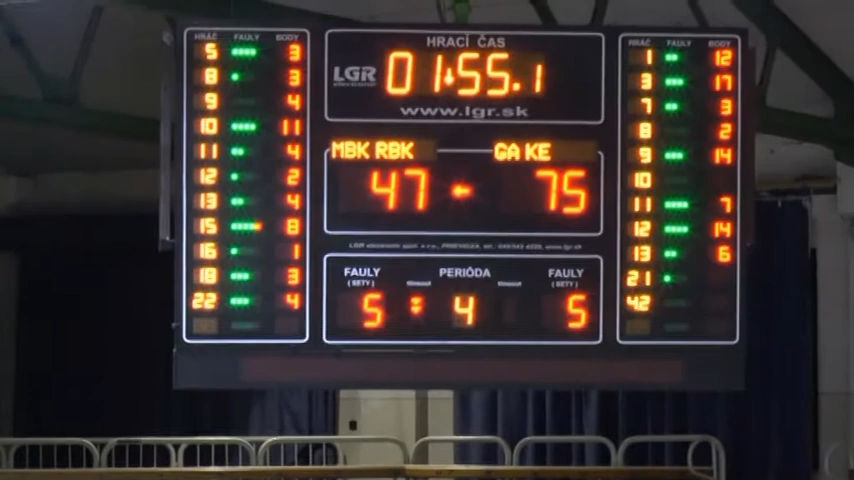 HRÁČ FAULY BODY
5 3
8 3
9 4
10 11
11 4
12 2
13 4
15 8
16 1
18 3
22 4
HRACÍ ČAS
LGR
01:55.1
www.lgr.sk
MBK RBK GA KE
47 - 75
FAULY PERIÓDA FAULY
(SETY) timeout timeout (SETY)
5 4 5
HRÁČ FAULY BODY
1 12
3 17
7 3
8 2
9 14
10
11 7
12 14
13 6
21
42